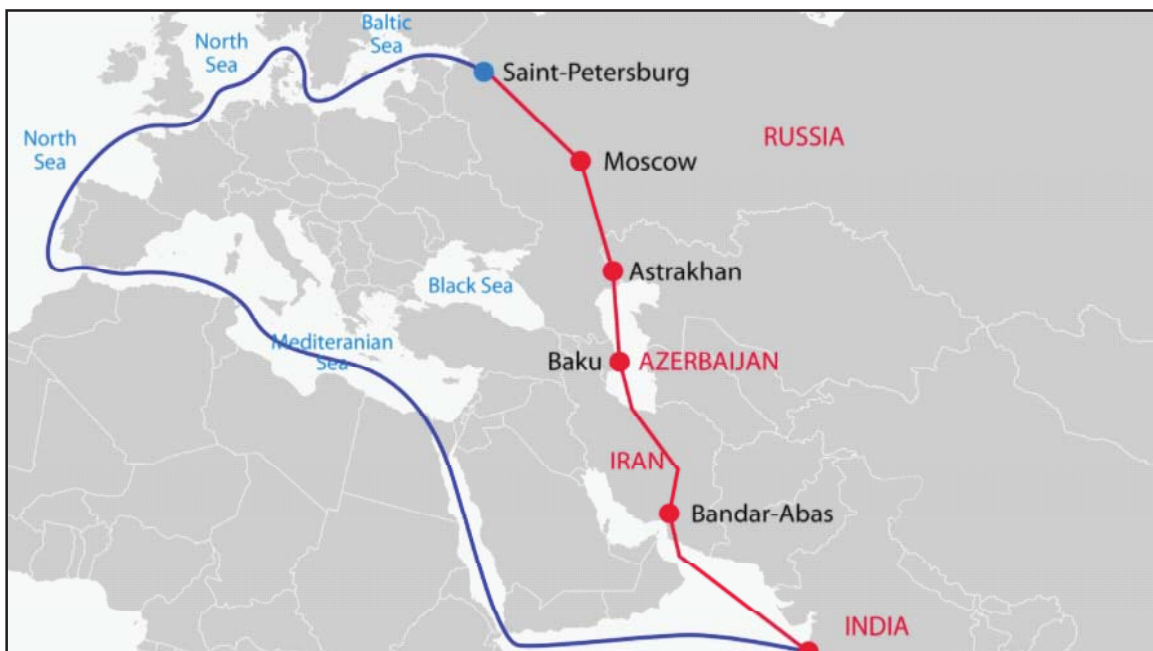 Baltic
Sea
North
Sea
Saint-Petersburg
North
Sea
RUSSIA
Moscow
Astrakhan
Black Sea
Mediteranian
Sea
Baku
AZERBAIJAN
IRAN
Bandar-Abas
INDIA